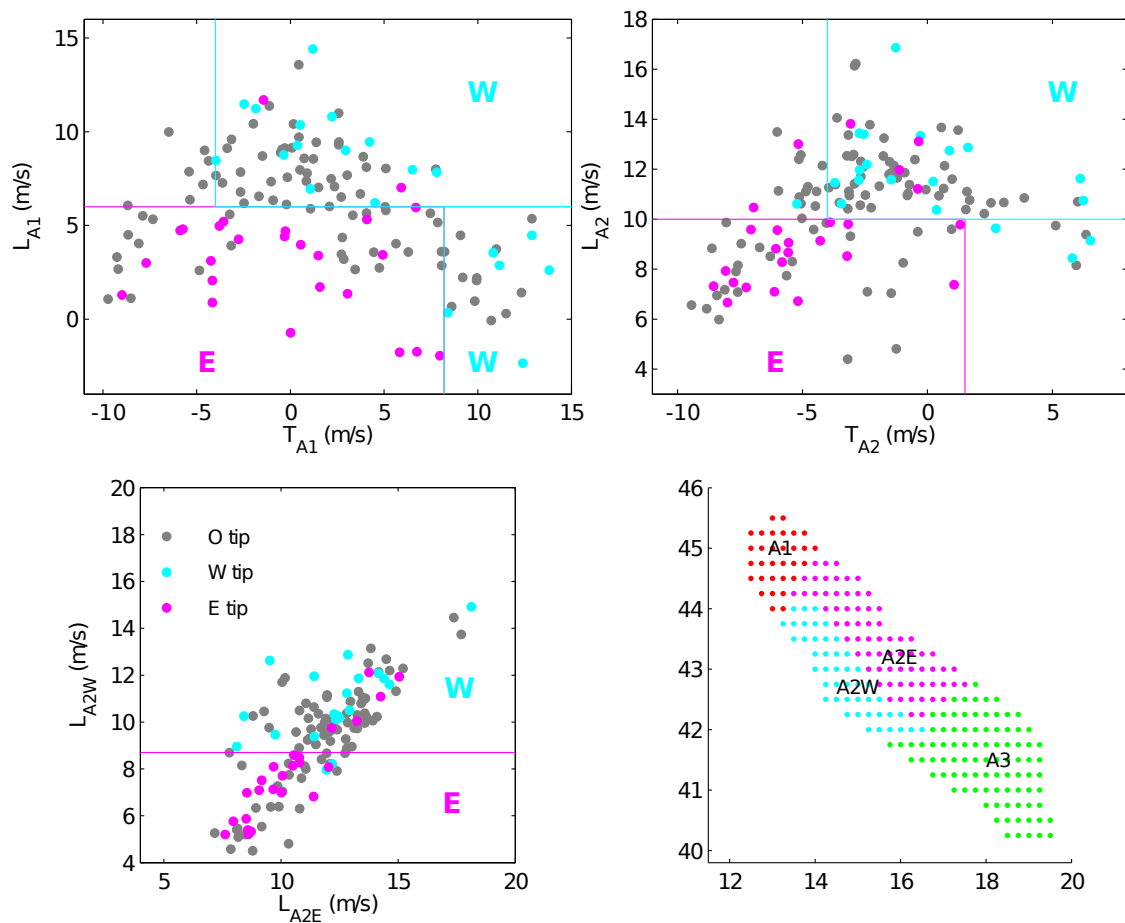 15
10
5
0
-10 -5 0 5 10 15
L_A1 (m/s)
T_A1 (m/s)
W
E
W
18
16
14
12
10
8
6
4
-10 -5 0 5
L_A2 (m/s)
T_A2 (m/s)
W
E
20
18
16
14
12
10
8
6
4
5 10 15 20
L_A2W (m/s)
L_A2E (m/s)
O tip
W tip
E tip
W
E
46
45
44
43
42
41
40
12 14 16 18 20
A1
A2E
A2W
A3